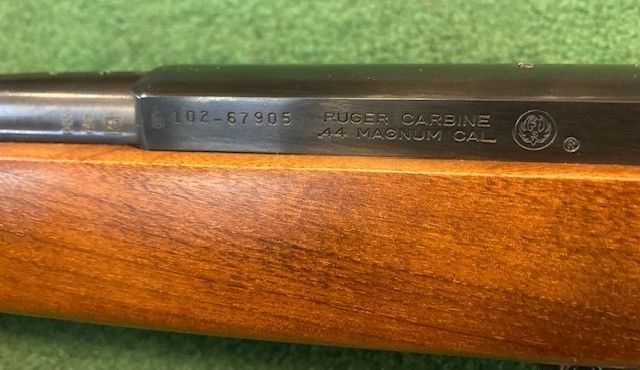 102-67905
RUGER CARBINE
.44 MAGNUM CAL.
®